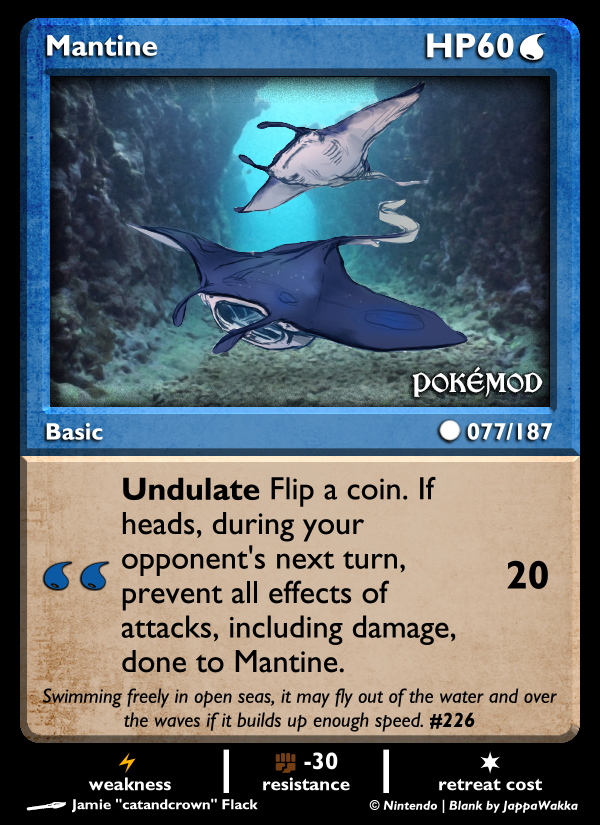 Mantine HP60
POKÉMOD
Basic 077/187
Undulate Flip a coin. If
heads, during your
opponent's next turn,
prevent all effects of
attacks, including damage,
done to Mantine.
20
Swimming freely in open seas, it may fly out of the water and over
the waves if it builds up enough speed. #226
-30
weakness resistance retreat cost
Jamie "catandcrown" Flack © Nintendo | Blank by JappaWakka